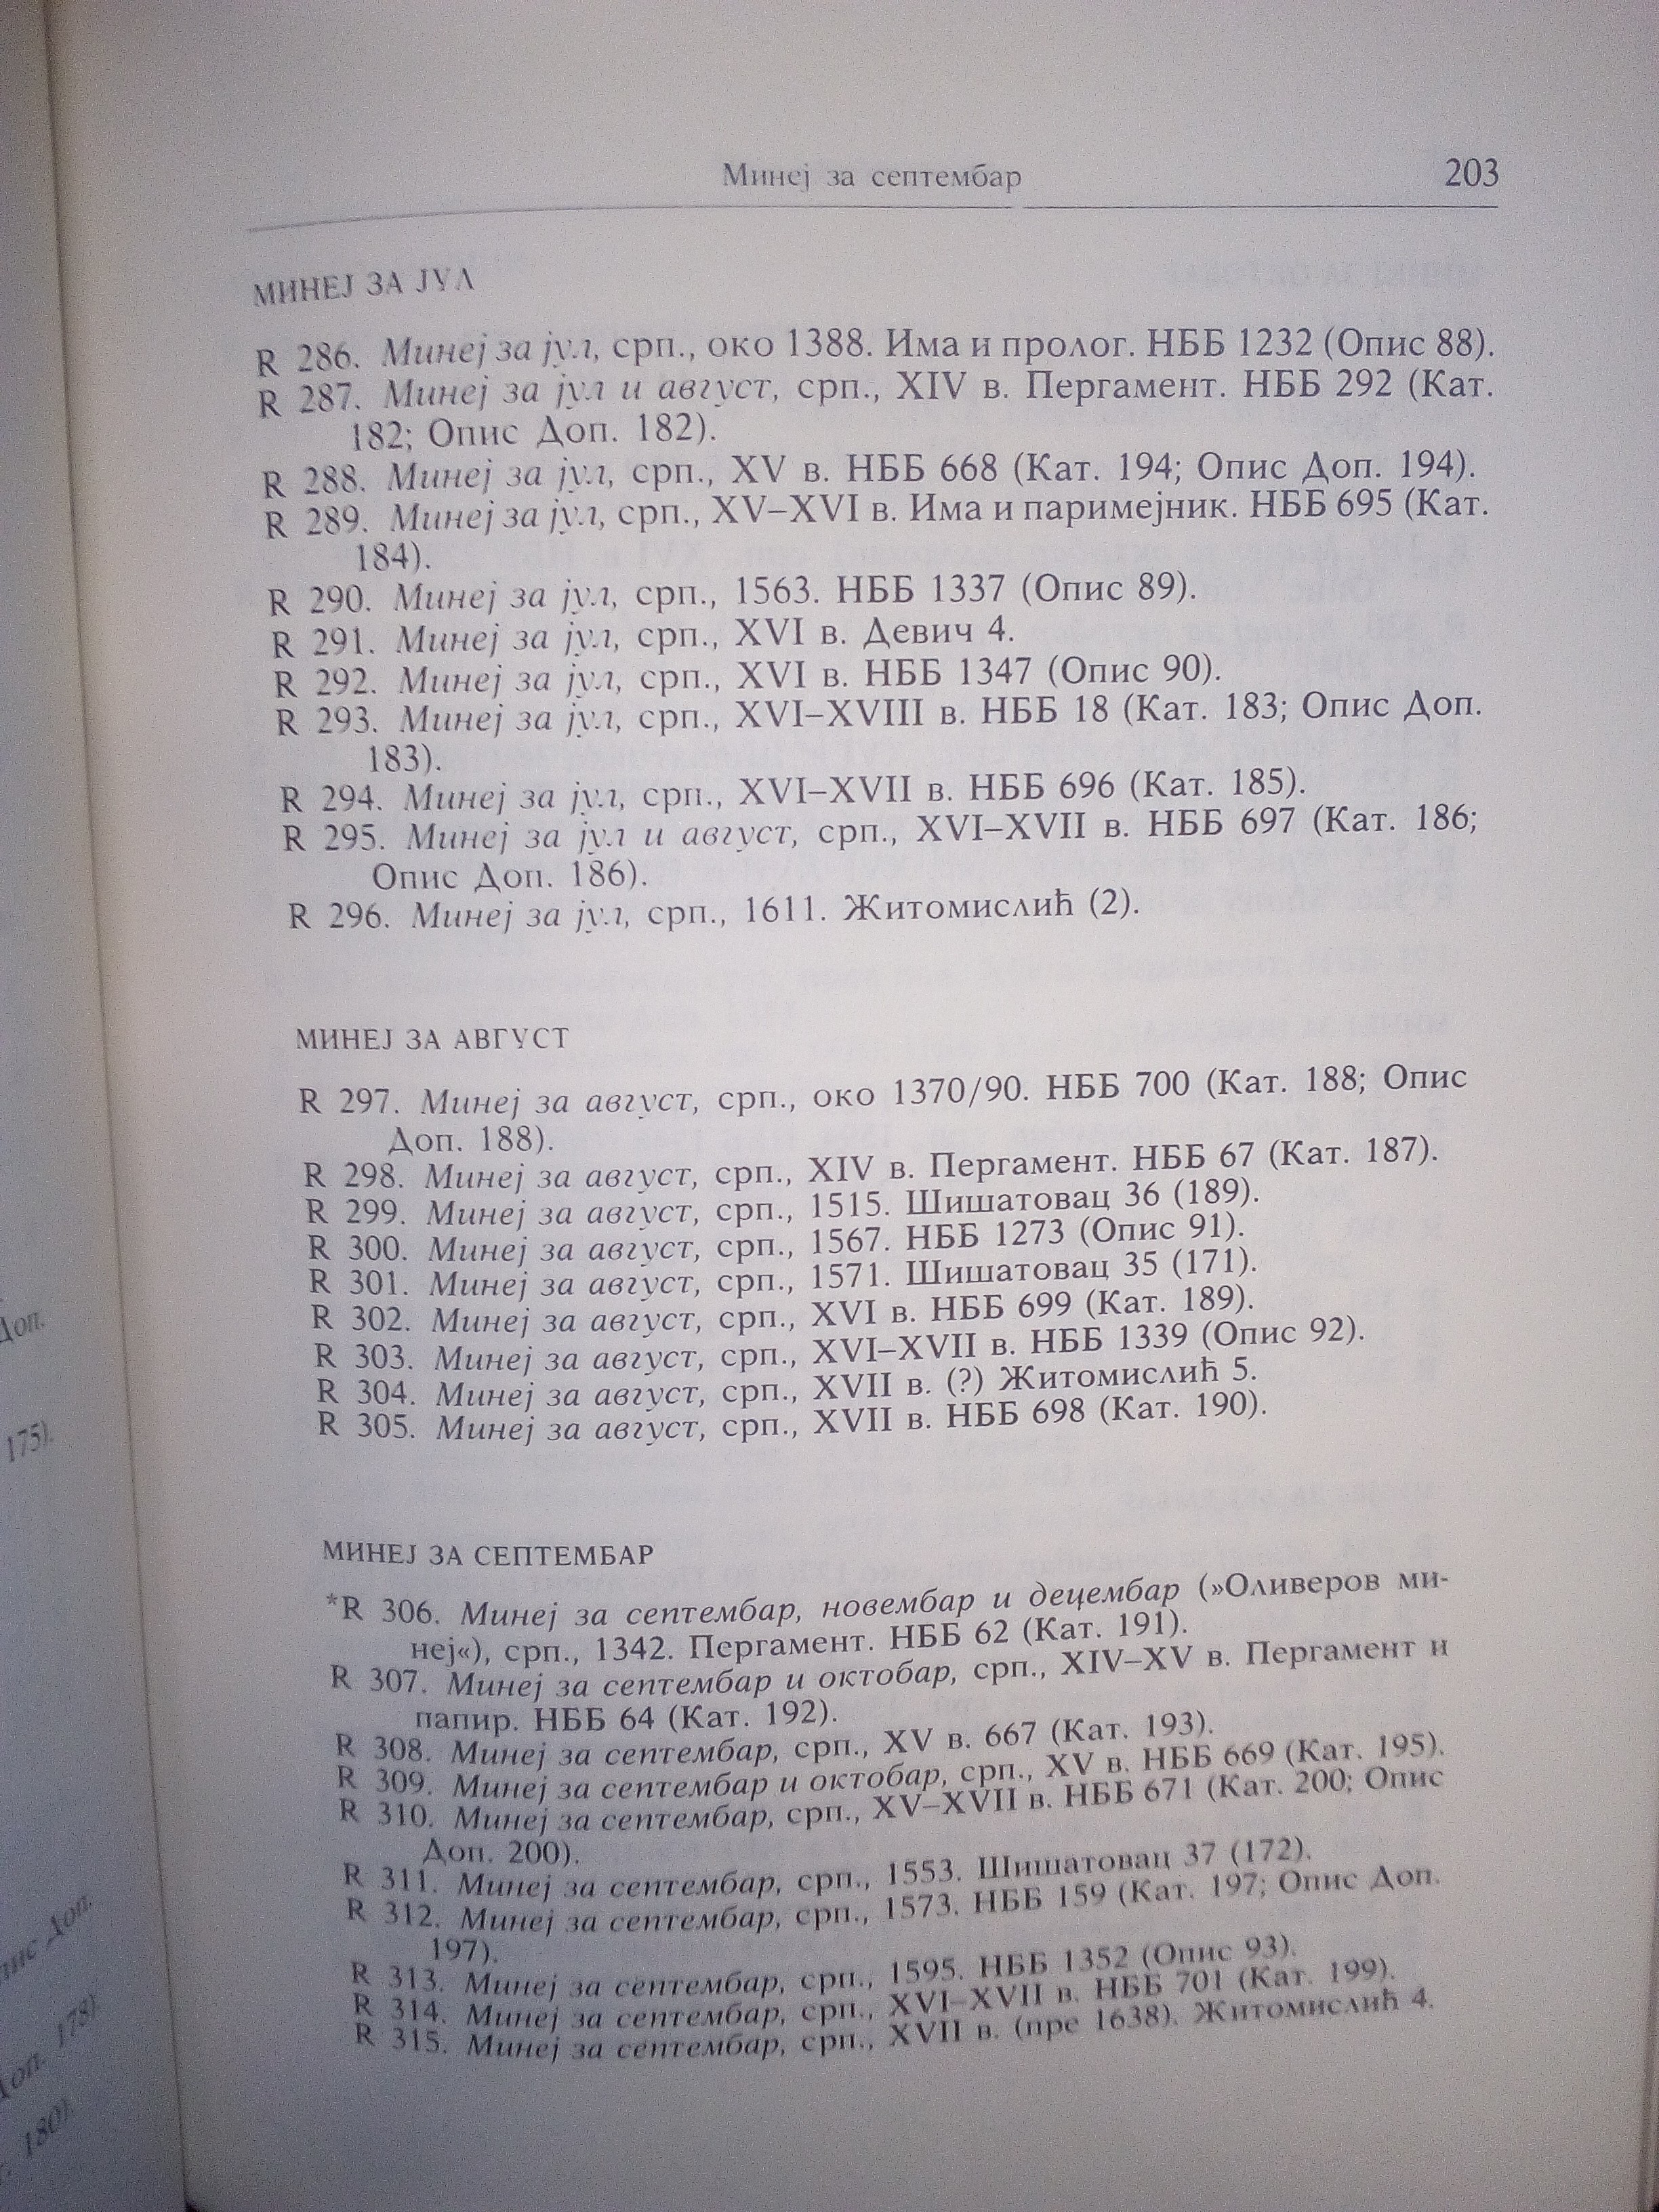 Минеј за септембар 203
МИНЕЈ ЗА ЈУЛ
R 286. Минеј за јул, срп., око 1388. Има и пролог. НББ 1232 (Опис 88).
R 287. Минеј за јул и август, срп., XIV в. Пергамент. НББ 292 (Кат.
182; Опис Доп. 182).
R 288. Минеј за јул, срп., XV в. НББ 668 (Кат. 194; Опис Доп. 194).
R 289. Минеј за јул, срп., XV–XVI в. Има и паримејник. НББ 695 (Кат.
184).
R 290. Минеј за јул, срп., 1563. НББ 1337 (Опис 89).
R 291. Минеј за јул, срп., XVI в. Девич 4.
R 292. Минеј за јул, срп., XVI в. НББ 1347 (Опис 90).
R 293. Минеј за јул, срп., XVI–XVIII в. НББ 18 (Кат. 183; Опис Доп.
183).
R 294. Минеј за јул, срп., XVI–XVII в. НББ 696 (Кат. 185).
R 295. Минеј за јул и август, срп., XVI–XVII в. НББ 697 (Кат. 186;
Опис Доп. 186).
R 296. Минеј за јул, срп., 1611. Житомислић (2).
МИНЕЈ ЗА АВГУСТ
R 297. Минеј за август, срп., око 1370/90. НББ 700 (Кат. 188; Опис
Доп. 188).
R 298. Минеј за август, срп., XIV в. Пергамент. НББ 67 (Кат. 187).
R 299. Минеј за август, срп., 1515. Шишатовац 36 (189).
R 300. Минеј за август, срп., 1567. НББ 1273 (Опис 91).
R 301. Минеј за август, срп., 1571. Шишатовац 35 (171).
R 302. Минеј за август, срп., XVI в. НББ 699 (Кат. 189).
R 303. Минеј за август, срп., XVI–XVII в. НББ 1339 (Опис 92).
R 304. Минеј за август, срп., XVII в. (?) Житомислић 5.
R 305. Минеј за август, срп., XVII в. НББ 698 (Кат. 190).
МИНЕЈ ЗА СЕПТЕМБАР
*R 306. Минеј за септембар, новембар и децембар (»Оливеров ми-
неј«), срп., 1342. Пергамент. НББ 62 (Кат. 191).
R 307. Минеј за септембар и октобар, срп., XIV–XV в. Пергамент и
папир. НББ 64 (Кат. 192).
R 308. Минеј за септембар, срп., XV в. 667 (Кат. 193).
R 309. Минеј за септембар и октобар, срп., XV в. НББ 669 (Кат. 195).
R 310. Минеј за септембар, срп., XV–XVII в. НББ 671 (Кат. 200; Опис
Доп. 200).
R 311. Минеј за септембар, срп., 1553. Шишатовац 37 (172).
R 312. Минеј за септембар, срп., 1573. НББ 159 (Кат. 197; Опис Доп.
197).
R 313. Минеј за септембар, срп., 1595. НББ 1352 (Опис 93).
R 314. Минеј за септембар, срп., XVI–XVII в. НББ 701 (Кат. 199).
R 315. Минеј за септембар, срп., XVII в. (пре 1638). Житомислић 4.
Доп.
175).
Доп.
178)
180).